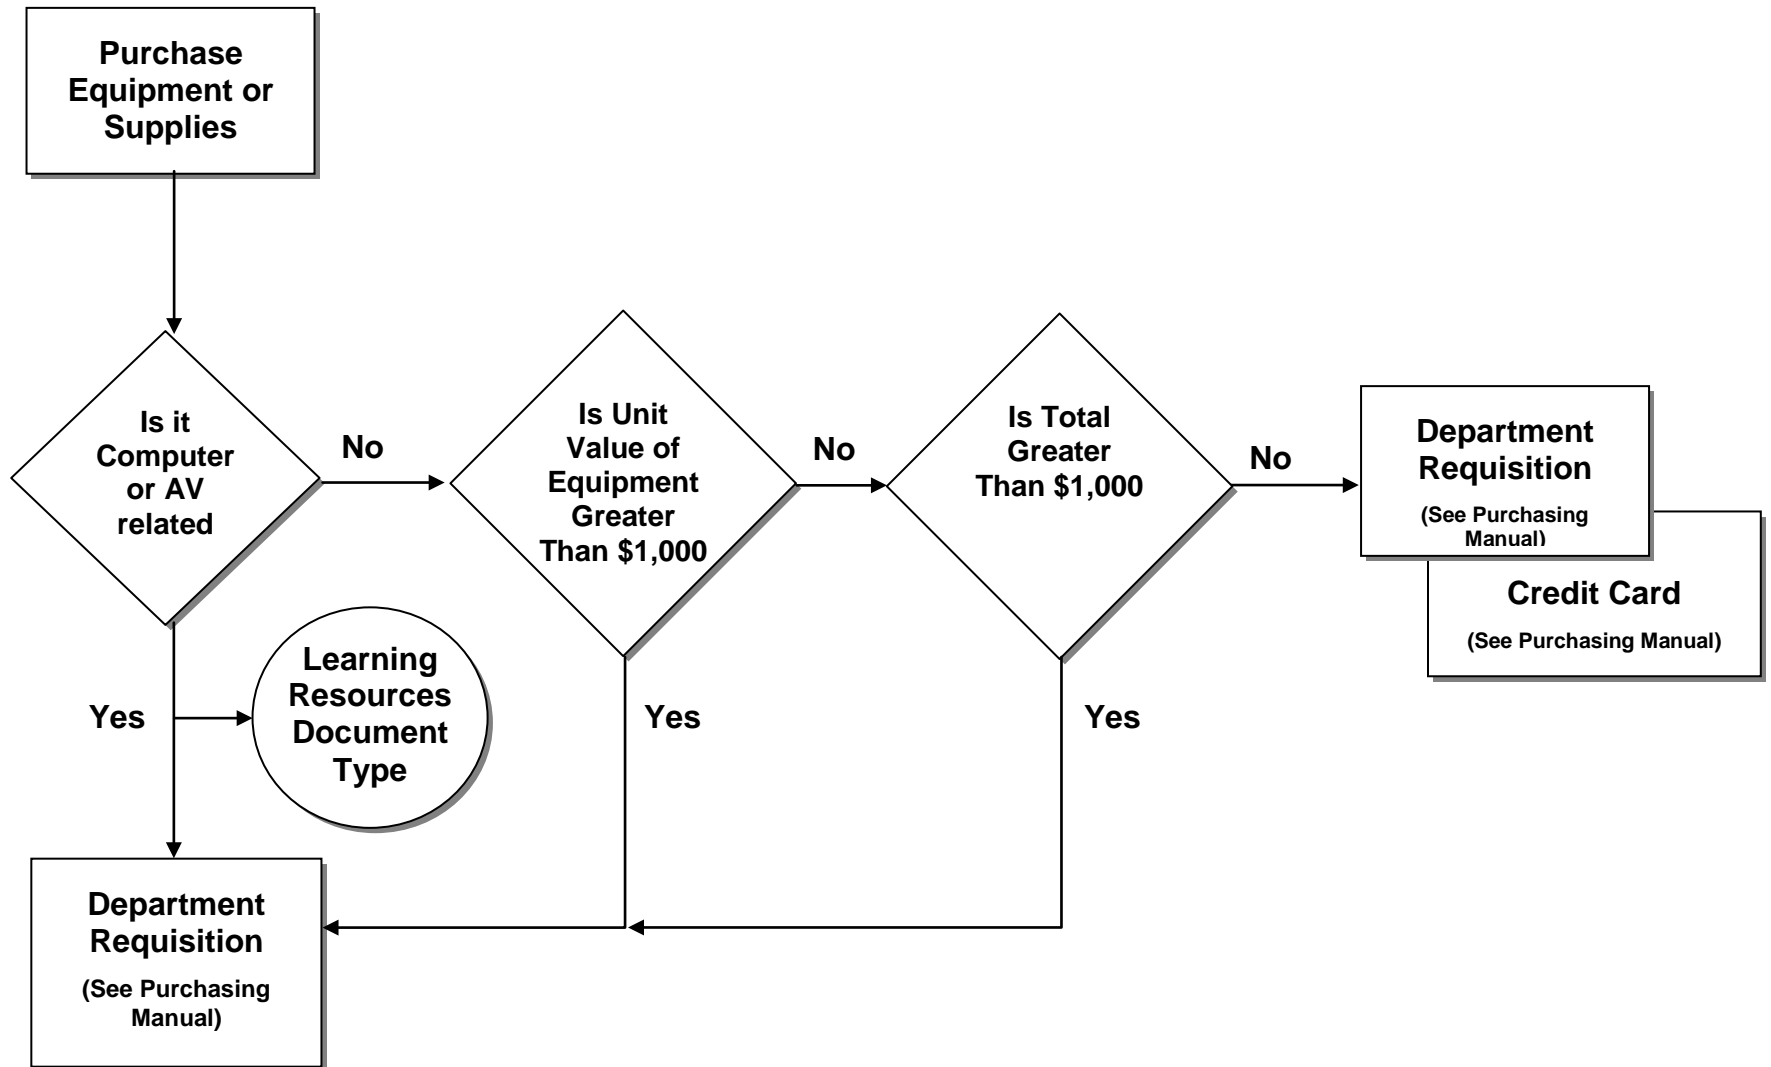 Purchase
Equipment or
Supplies
Is it
Computer
or AV
related
No
Is Unit
Value of
Equipment
Greater
Than $1,000
No
Is Total
Greater
Than $1,000
No
Department
Requisition
(See Purchasing
Manual)
Credit Card
(See Purchasing Manual)
Yes
Learning
Resources
Document
Type
Yes
Yes
Department
Requisition
(See Purchasing
Manual)